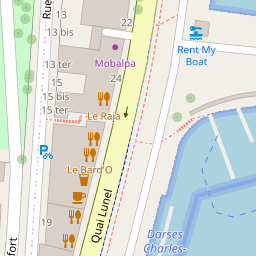 Rue
13
13 bis
22
Mobalpa
Rent My
Boat
13 ter
24
15
15 bis
15 ter
Le Raja
Le Bard'O
Quai Lunel
19
Darses
Charles-
fort